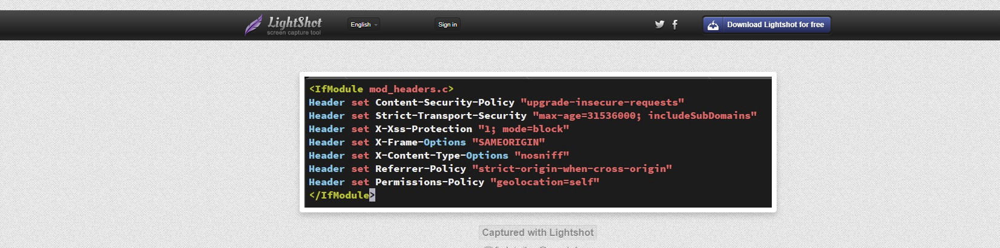 LightShot
screen capture tool
English
Sign in
Download Lightshot for free
<IfModule mod_headers.c>
Header set Content-Security-Policy "upgrade-insecure-requests"
Header set Strict-Transport-Security "max-age=31536000; includeSubDomains"
Header set X-Xss-Protection "1; mode=block"
Header set X-Frame-Options "SAMEORIGIN"
Header set X-Content-Type-Options "nosniff"
Header set Referrer-Policy "strict-origin-when-cross-origin"
Header set Permissions-Policy "geolocation=self"
</IfModule>
Captured with Lightshot